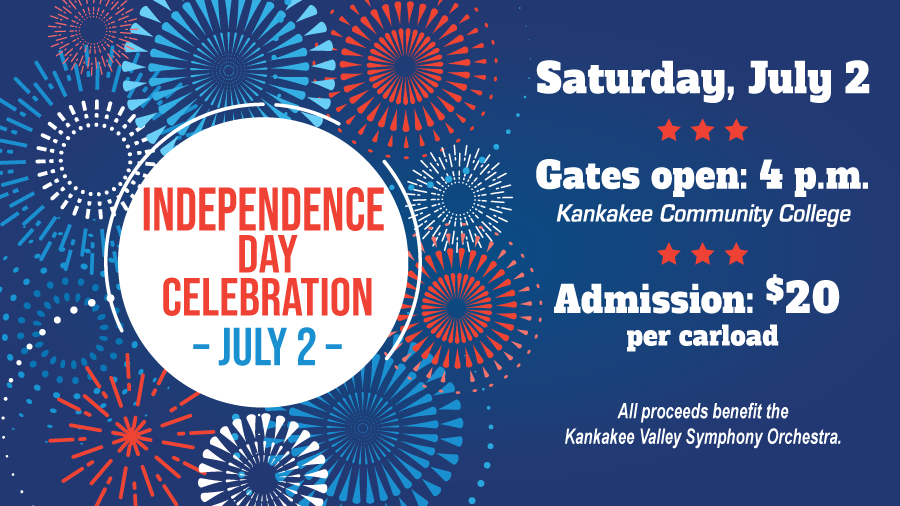 INDEPENDENCE
DAY
CELEBRATION
– JULY 2 –
Saturday, July 2
Gates open: 4 p.m.
Kankakee Community College
Admission: $20
per carload
All proceeds benefit the
Kankakee Valley Symphony Orchestra.